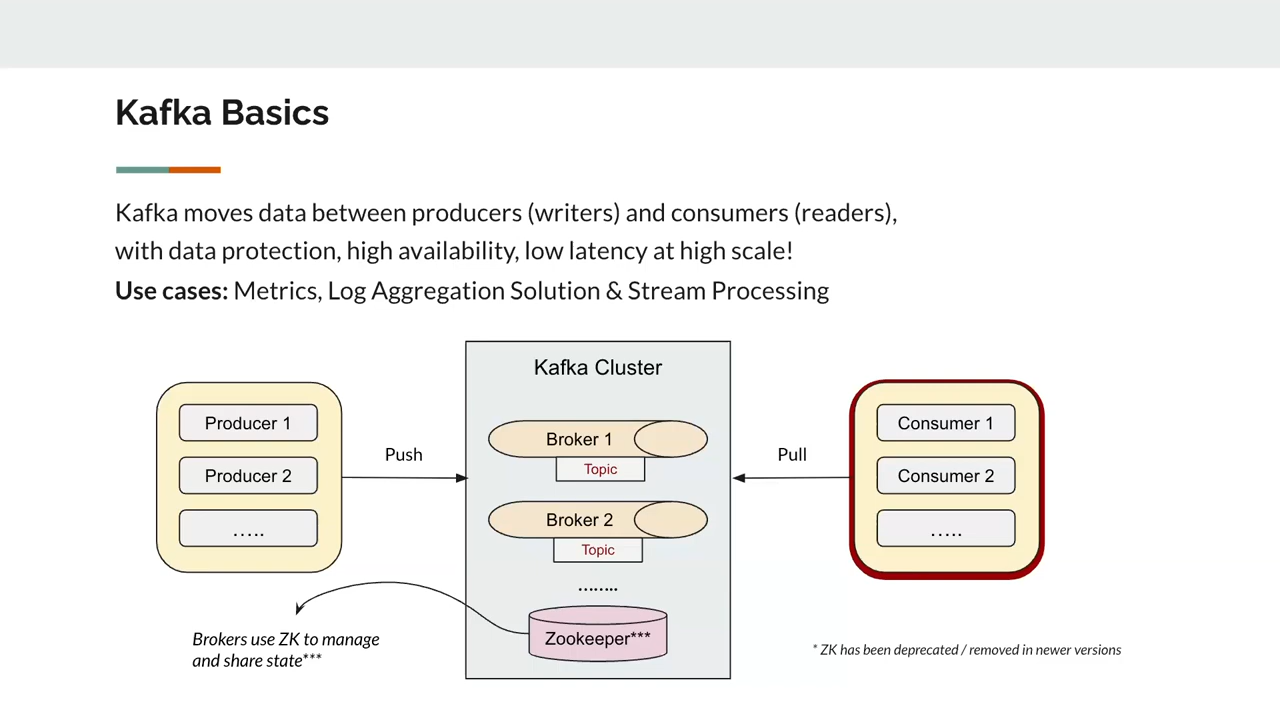 Kafka Basics
Kafka moves data between producers (writers) and consumers (readers),
with data protection, high availability, low latency at high scale!
Use cases: Metrics, Log Aggregation Solution & Stream Processing
Producer 1
Producer 2
.....
Push
Kafka Cluster
Broker 1
Topic
Broker 2
Topic
........
Zookeeper***
Pull
Consumer 1
Consumer 2
.....
Brokers use ZK to manage
and share state***
* ZK has been deprecated / removed in newer versions